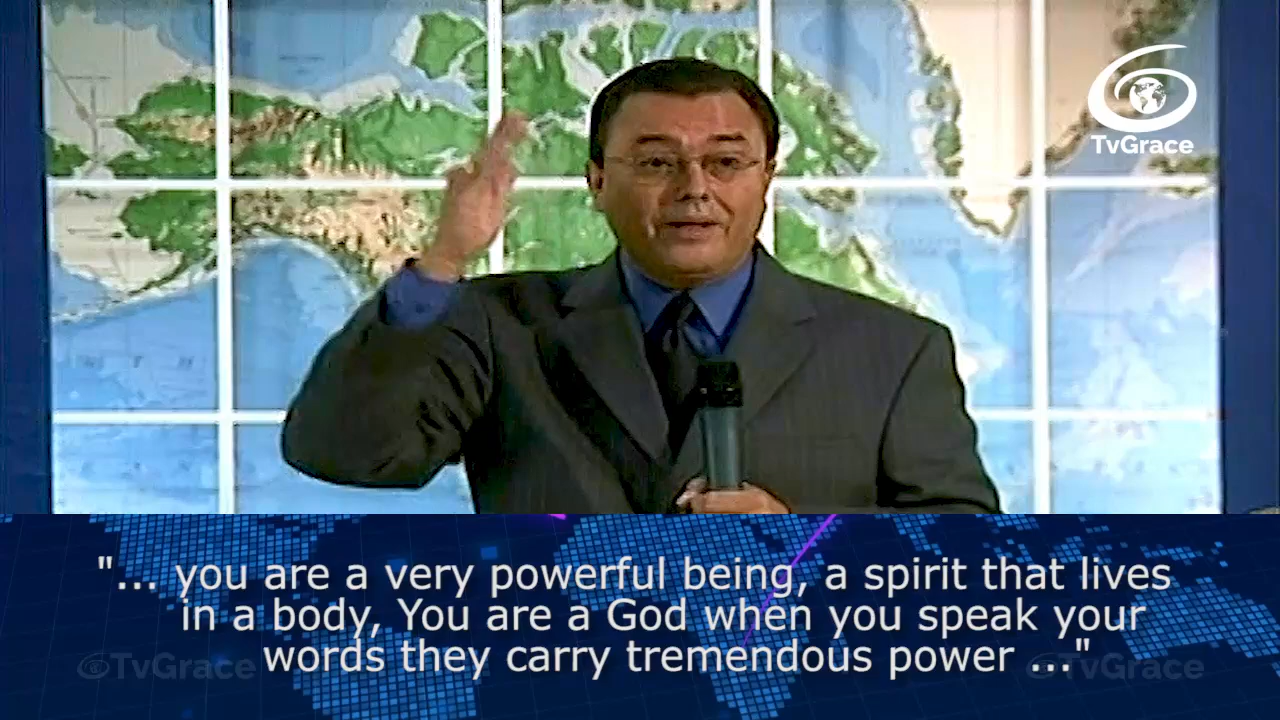 TvGrace
"... you are a very powerful being, a spirit that lives
in a body, You are a God when you speak your
words they carry tremendous power ..."
TvGrace
TvGrace